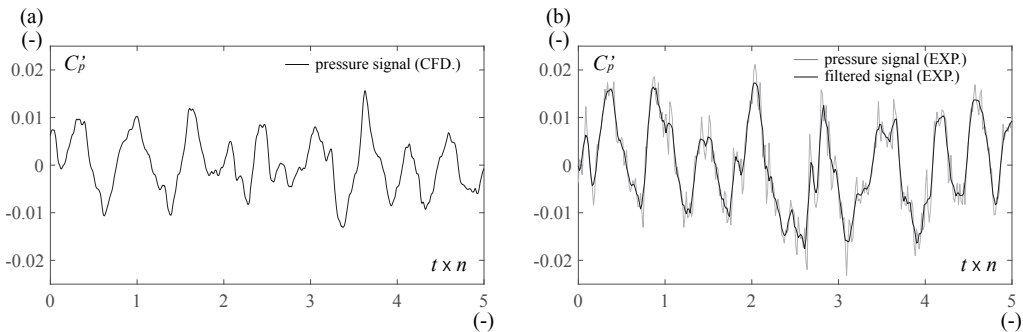 (a)
(-)
C'p
pressure signal (CFD.)
0.02
0.01
0
-0.01
-0.02
t x n
0 1 2 3 4 5
(-)
(b)
(-)
C'p
pressure signal (EXP.)
filtered signal (EXP.)
0.02
0.01
0
-0.01
-0.02
t x n
0 1 2 3 4 5
(-)